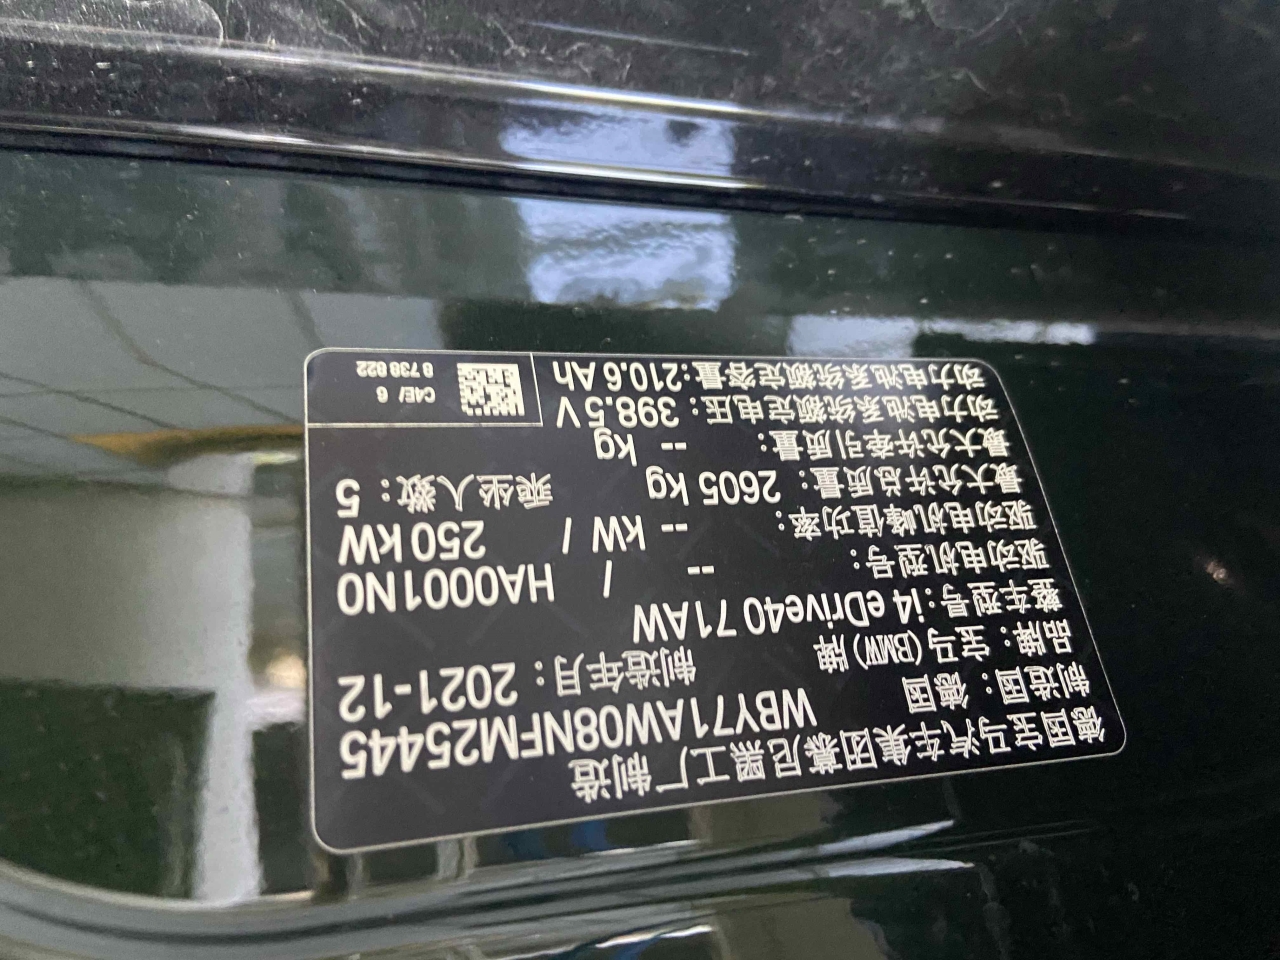 德国宝马汽车集团慕尼黑工厂制造
制造国：德国 WBY71AW08NFM25445
品牌：宝马(BMW)牌 制造年月：2021-12
整车型号：i4 eDrive40 71AW
驱动电机型号： -- / HA0001N0
驱动电机峰值功率： -- kW / 250 kW
最大允许总质量：2605 kg 乘坐人数：5
最大允许牵引质量： -- kg
动力电池系统额定电压：398.5 V
动力电池系统额定容量：210.6 Ah
C4E/ 6
8 738 822